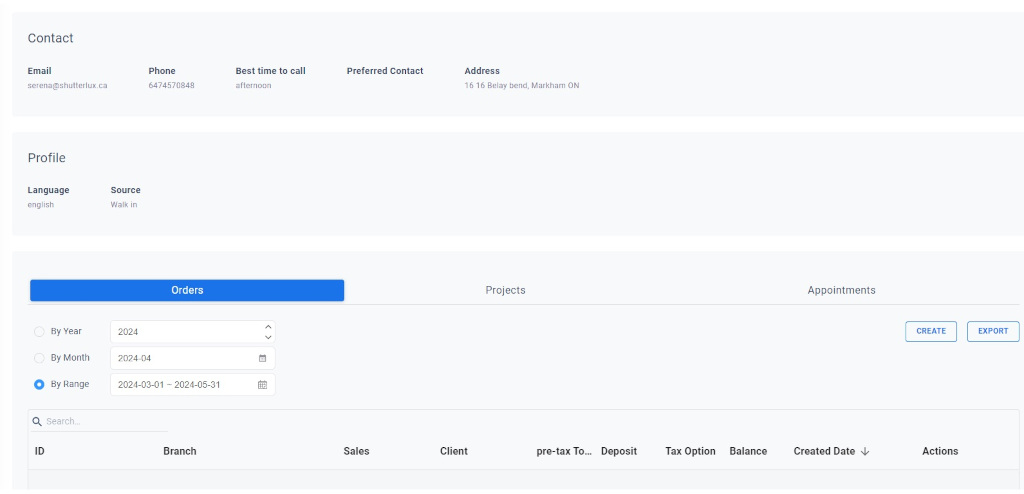 Contact
Email Phone Best time to call Preferred Contact Address
serena@shutterlux.ca 6474570848 afternoon 16 16 Belay bend, Markham ON
Profile
Language Source
english Walk in
Orders Projects Appointments
By Year 2024 CREATE EXPORT
By Month 2024-04
By Range 2024-03-01 ~ 2024-05-31
Search...
ID Branch Sales Client pre-tax To... Deposit Tax Option Balance Created Date Actions